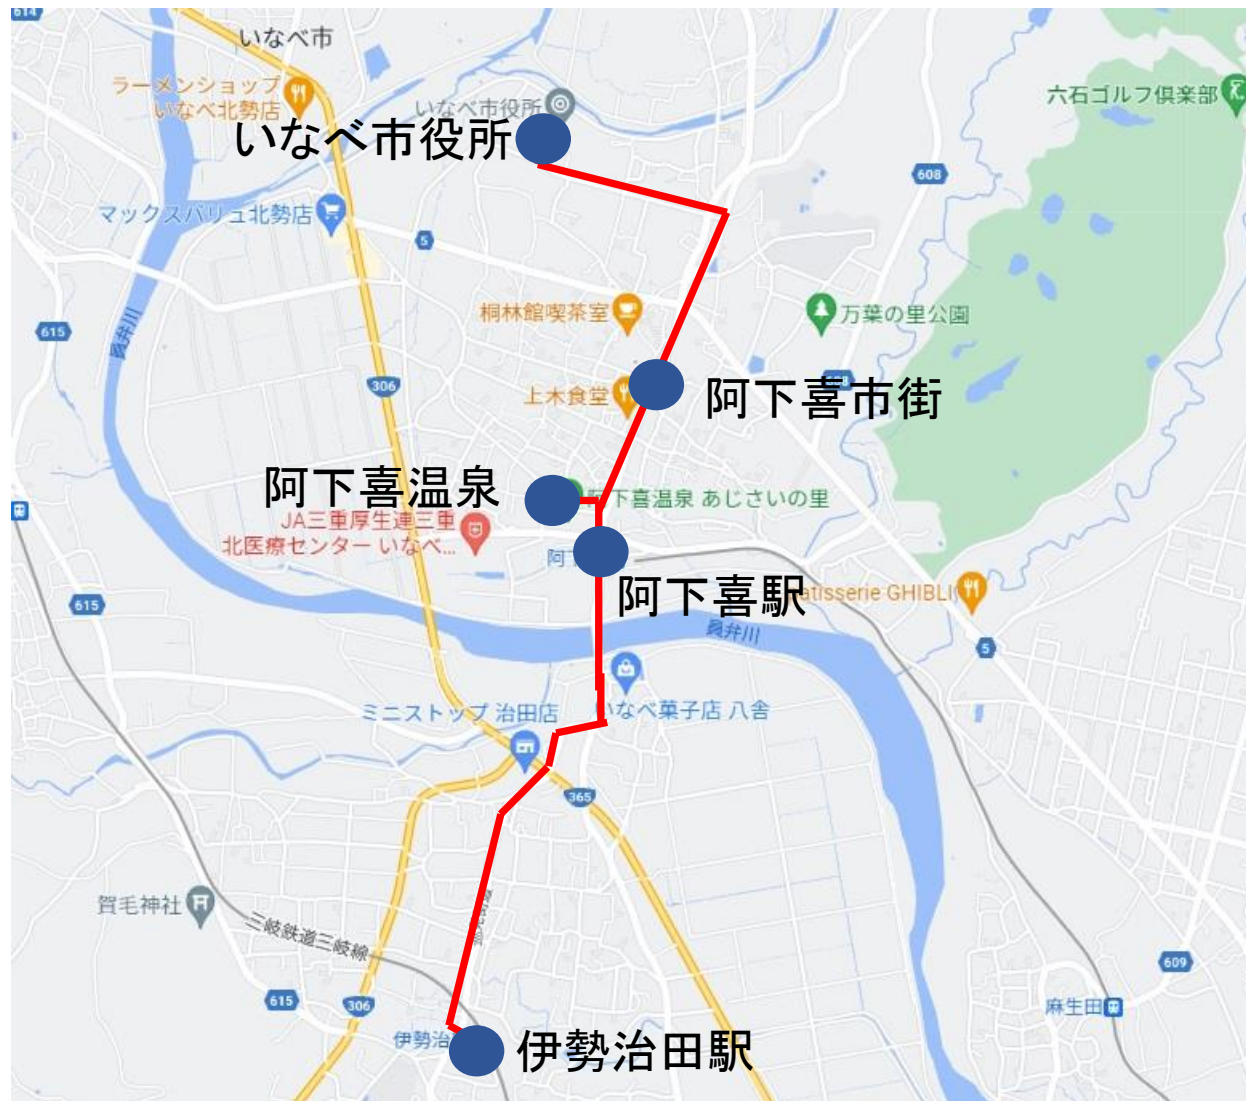 614
いなべ市
ラーメンショップ
いなべ北勢店
いなべ市役所
六石ゴルフ倶楽部
いなべ市役所
608
マックスバリュ北勢店
5
615
員弁川
桐林館喫茶室
万葉の里公園
306
上木食堂
阿下喜市街
阿下喜温泉
阿下喜温泉 あじさいの里
JA三重厚生連三重
北医療センター いなべ...
阿下喜駅
Patisserie GHIBLI
615
員弁川
5
ミニストップ 治田店
いなべ菓子店 八舎
365
賀毛神社
三岐鉄道三岐線
609
615
306
麻生田
伊勢治
伊勢治田駅